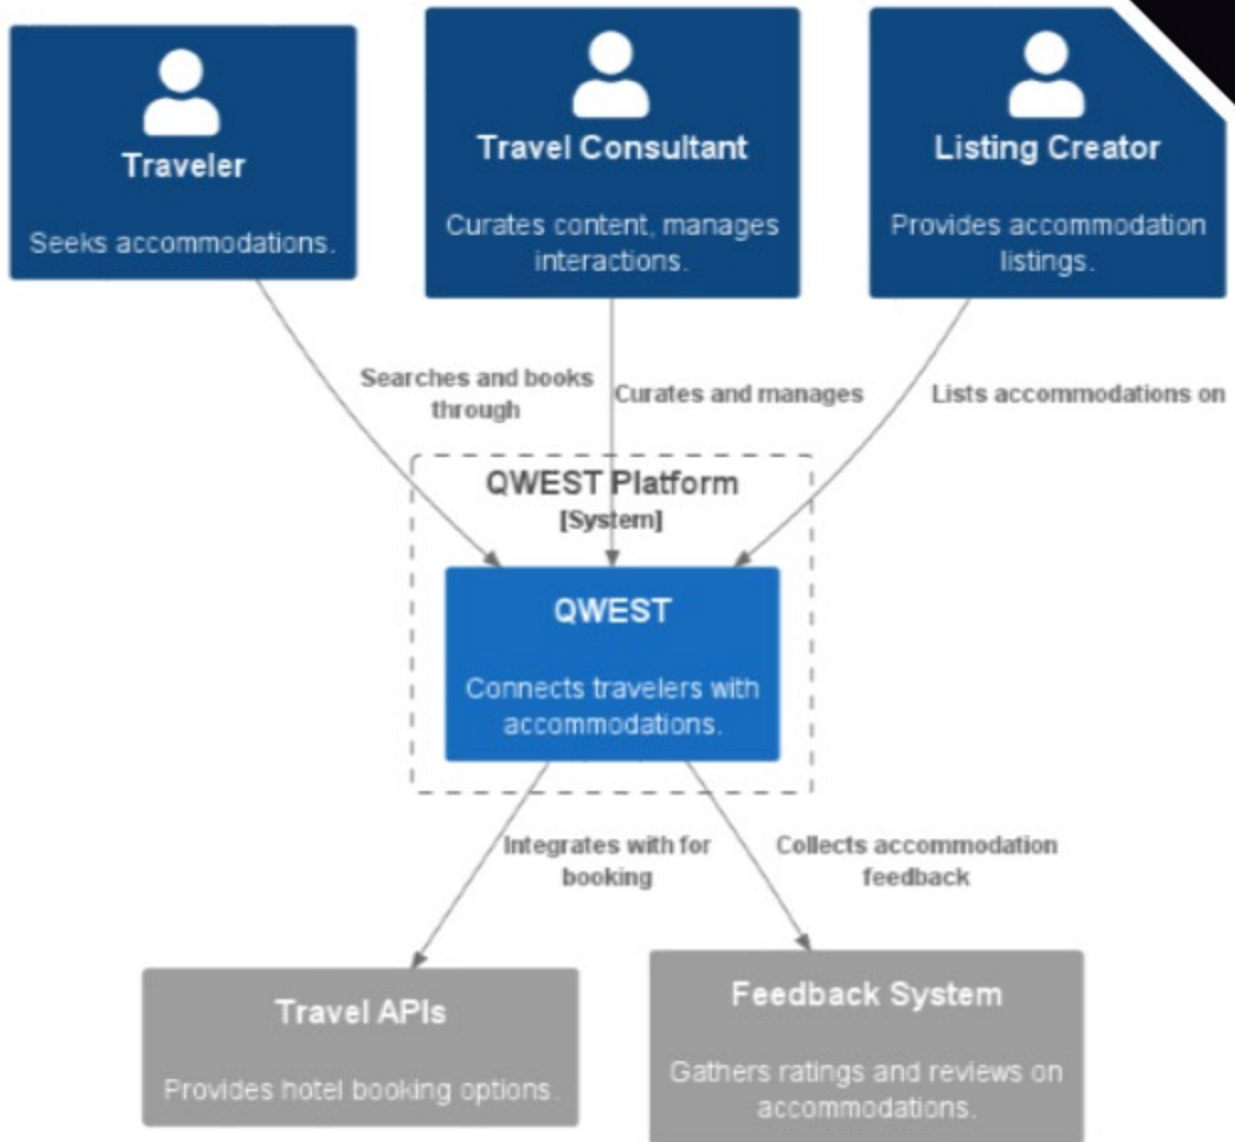 Traveler
Seeks accommodations.
Travel Consultant
Curates content, manages
interactions.
Listing Creator
Provides accommodation
listings.
Searches and books
through
Curates and manages
Lists accommodations on
QWEST Platform
[System]
QWEST
Connects travelers with
accommodations.
Integrates with for
booking
Collects accommodation
feedback
Travel APIs
Provides hotel booking options.
Feedback System
Gathers ratings and reviews on
accommodations.